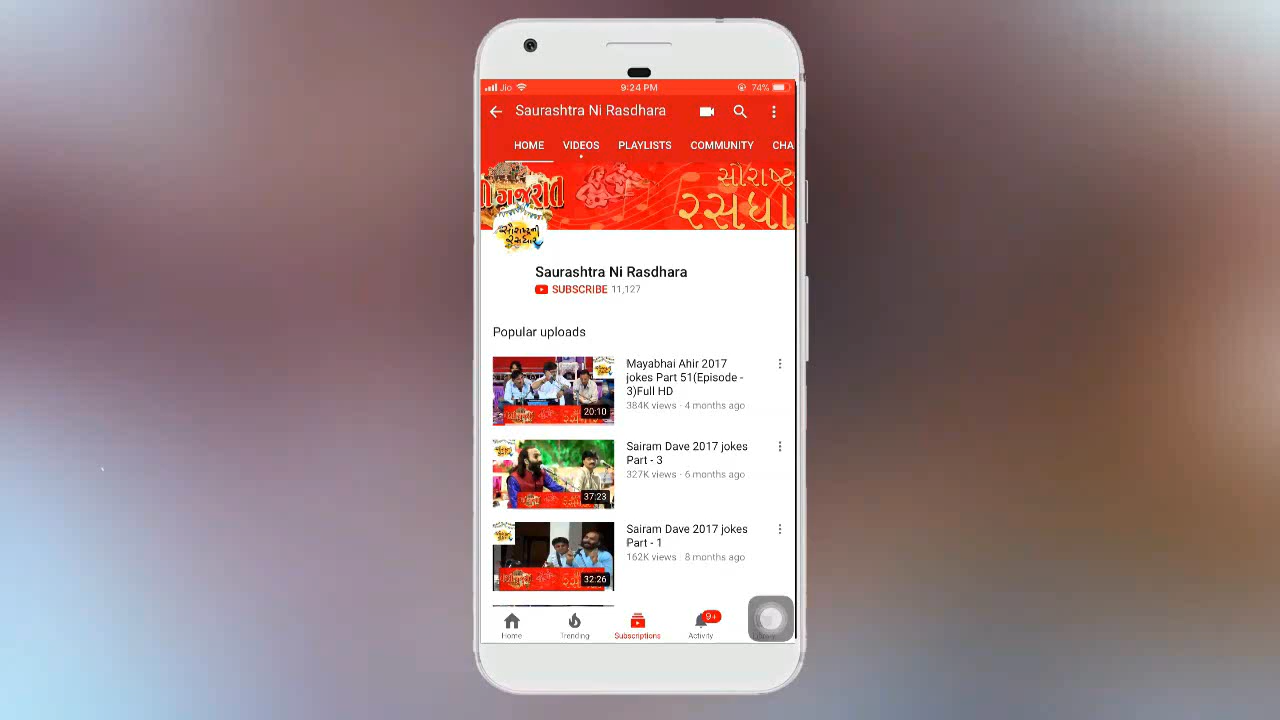 Jio 9:24 PM 74%
Saurashtra Ni Rasdhara
HOME VIDEOS PLAYLISTS COMMUNITY CHA
ગુજરાતી
સૌરાષ્ટ્ર
રસધા
સૌરાષ્ટ્રની
રસધાર
Saurashtra Ni Rasdhara
SUBSCRIBE 11,127
Popular uploads
Mayabhai Ahir 2017
jokes Part 51(Episode -
3)Full HD
384K views · 4 months ago
20:10
Sairam Dave 2017 jokes
Part - 3
327K views · 6 months ago
37:23
Sairam Dave 2017 jokes
Part - 1
162K views · 8 months ago
32:26
9+
Home Trending Subscriptions Activity